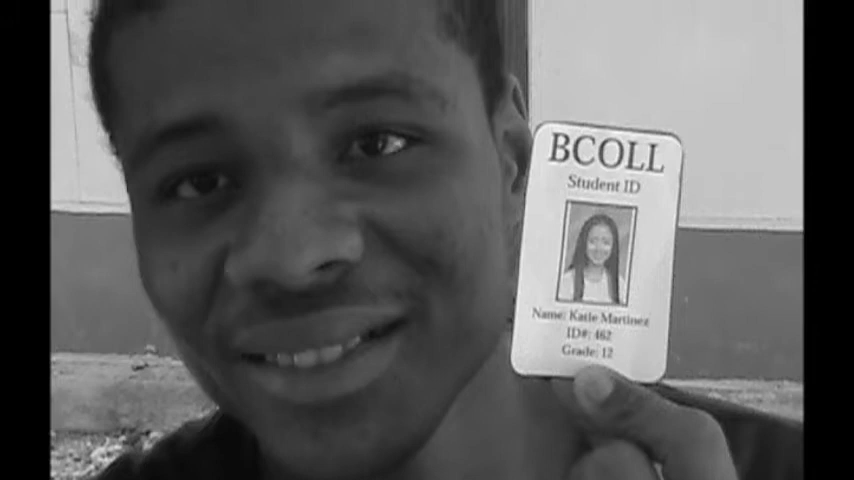 BCOLL
Student ID
Name: Katie Martinez
ID#: 462
Grade: 12